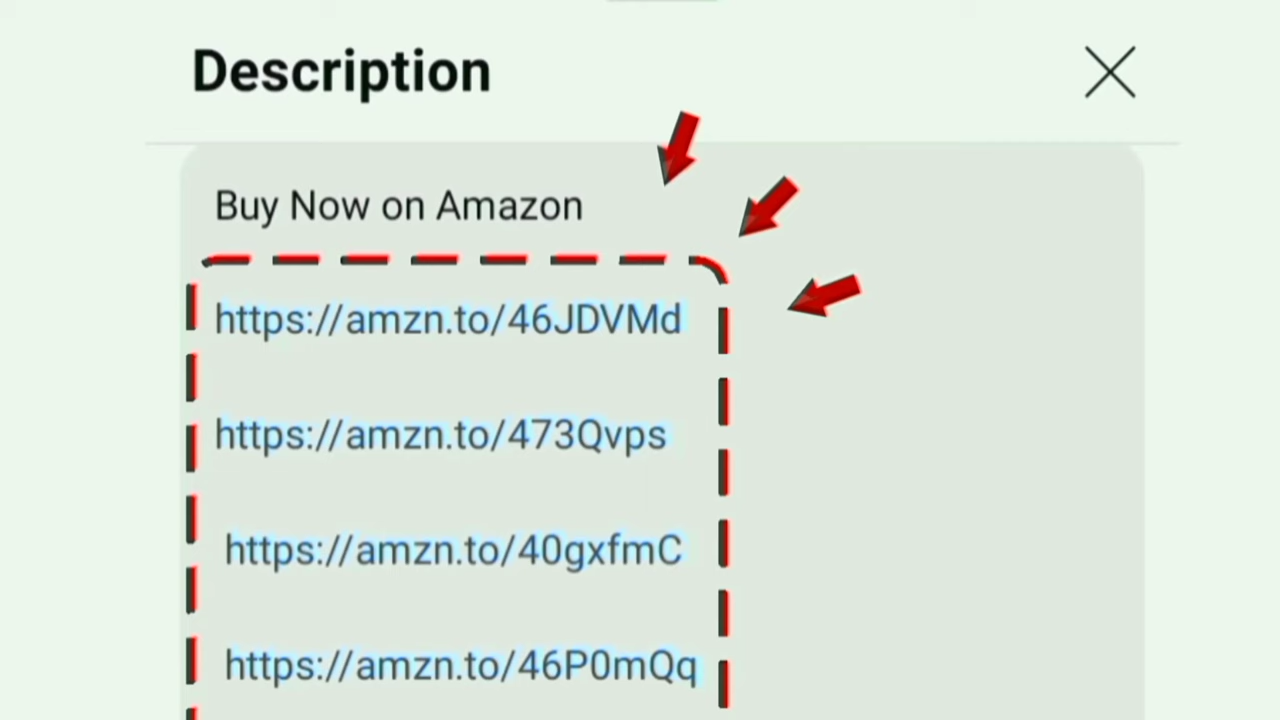 Description
Buy Now on Amazon
https://amzn.to/46JDVMd
https://amzn.to/473Qvps
https://amzn.to/40gxfmC
https://amzn.to/46P0mQq